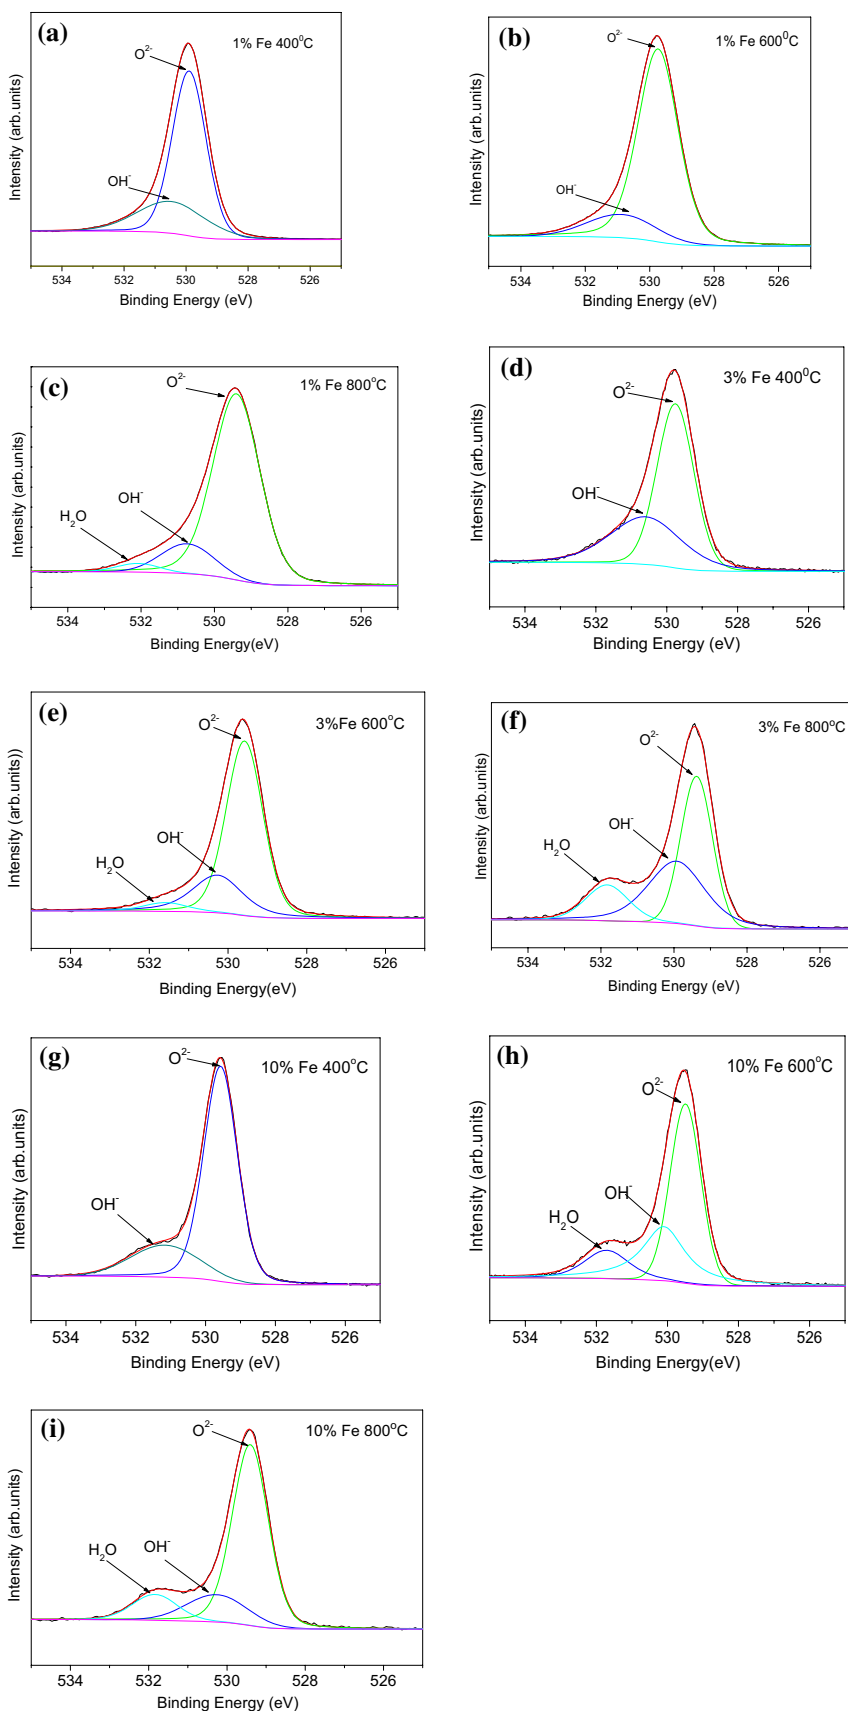 (a)
1% Fe 400⁰C
O²⁻
OH⁻
Intensity (arb.units)
534 532 530 528 526
Binding Energy (eV)
(b)
1% Fe 600⁰C
O²⁻
OH⁻
Intensity (arb.units)
534 532 530 528 526
Binding Energy (eV)
(c)
1% Fe 800°C
O²⁻
OH⁻
H₂O
Intensity (arb.units)
534 532 530 528 526
Binding Energy(eV)
(d)
3% Fe 400⁰C
O²⁻
OH⁻
Intensity (arb.units)
534 532 530 528 526
Binding Energy (eV)
(e)
3%Fe 600°C
O²⁻
OH⁻
H₂O
Intensity (arb.units))
534 532 530 528 526
Binding Energy(eV)
(f)
3% Fe 800°C
O²⁻
OH⁻
H₂O
Intensity (arb.units)
534 532 530 528 526
Binding Energy (eV)
(g)
10% Fe 400°C
O²⁻
OH⁻
Intensity (arb.units)
534 532 530 528 526
Binding Energy (eV)
(h)
10% Fe 600°C
O²⁻
OH⁻
H₂O
Intensity (arb.units)
534 532 530 528 526
Binding Energy(eV)
(i)
10% Fe 800°C
O²⁻
OH⁻
H₂O
Intensity (arb.units)
534 532 530 528 526
Binding Energy (eV)